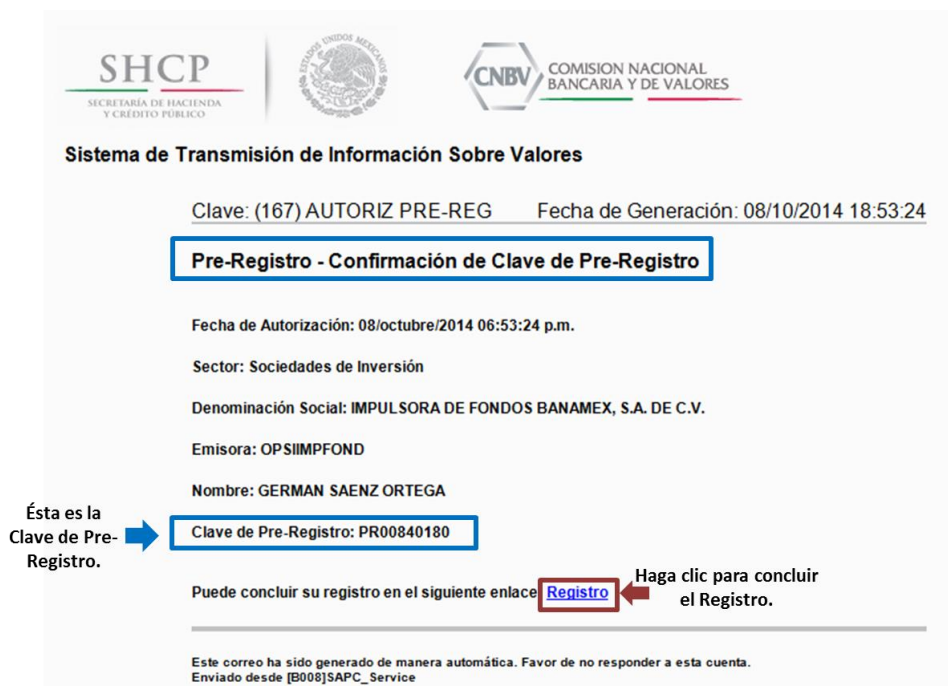 SHCP
SECRETARÍA DE HACIENDA
Y CRÉDITO PÚBLICO
ESTADOS UNIDOS MEXICANOS
CNBV
COMISION NACIONAL
BANCARIA Y DE VALORES
Sistema de Transmisión de Información Sobre Valores
Clave: (167) AUTORIZ PRE-REG Fecha de Generación: 08/10/2014 18:53:24
Pre-Registro - Confirmación de Clave de Pre-Registro
Fecha de Autorización: 08/octubre/2014 06:53:24 p.m.
Sector: Sociedades de Inversión
Denominación Social: IMPULSORA DE FONDOS BANAMEX, S.A. DE C.V.
Emisora: OPSIIMPFOND
Nombre: GERMAN SAENZ ORTEGA
Ésta es la
Clave de Pre-
Registro.
Clave de Pre-Registro: PR00840180
Puede concluir su registro en el siguiente enlace Registro
Haga clic para concluir
el Registro.
Este correo ha sido generado de manera automática. Favor de no responder a esta cuenta.
Enviado desde [B008]SAPC_Service